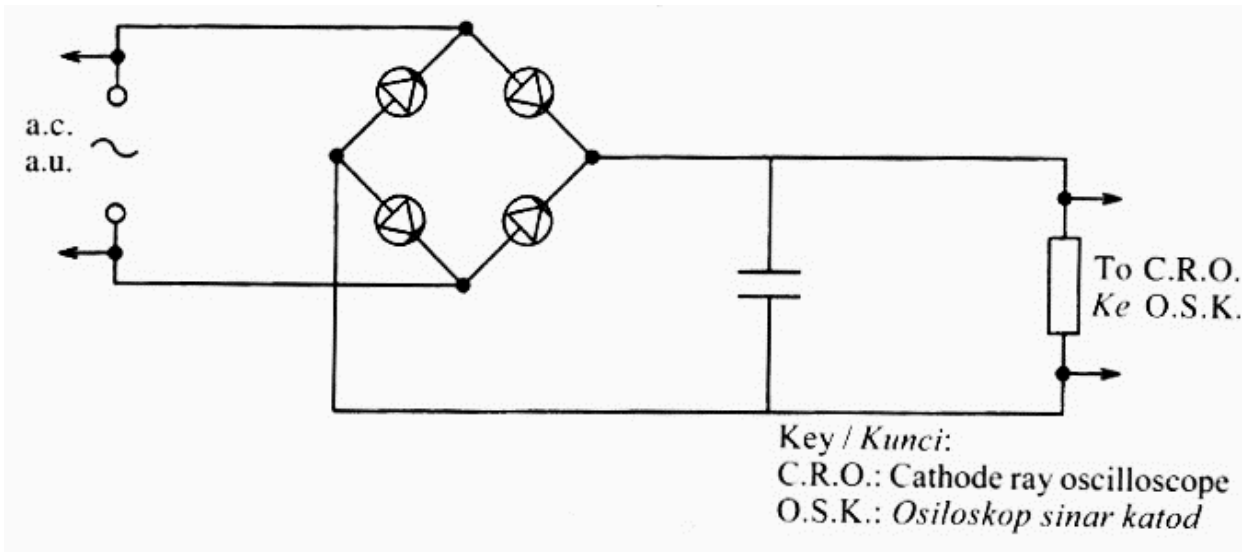 a.c.
a.u.
To C.R.O.
Ke O.S.K.
Key / Kunci:
C.R.O.: Cathode ray oscilloscope
O.S.K.: Osiloskop sinar katod